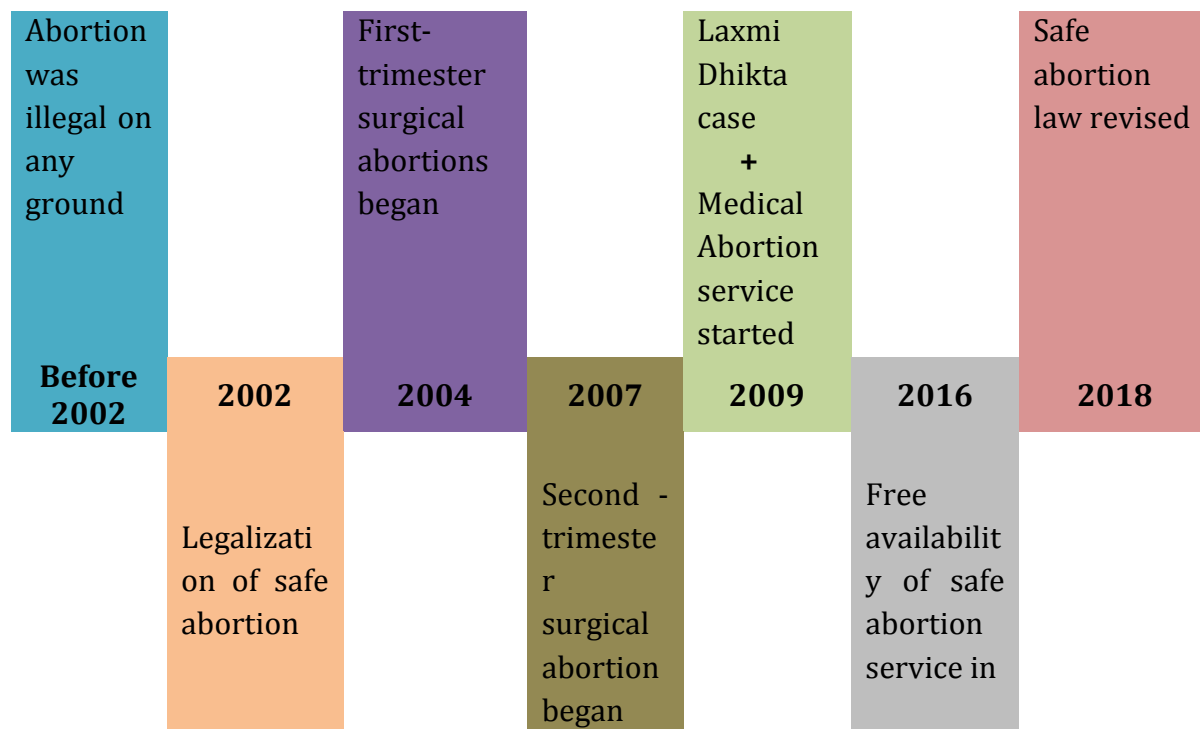 Abortion
was
illegal on
any
ground
Before
2002
2002
Legalizati
on of safe
abortion
First-
trimester
surgical
abortions
began
2004
2007
Second -
trimeste
r
surgical
abortion
began
Laxmi
Dhikta
case
+
Medical
Abortion
service
started
2009
2016
Free
availabilit
y of safe
abortion
service in
Safe
abortion
law revised
2018